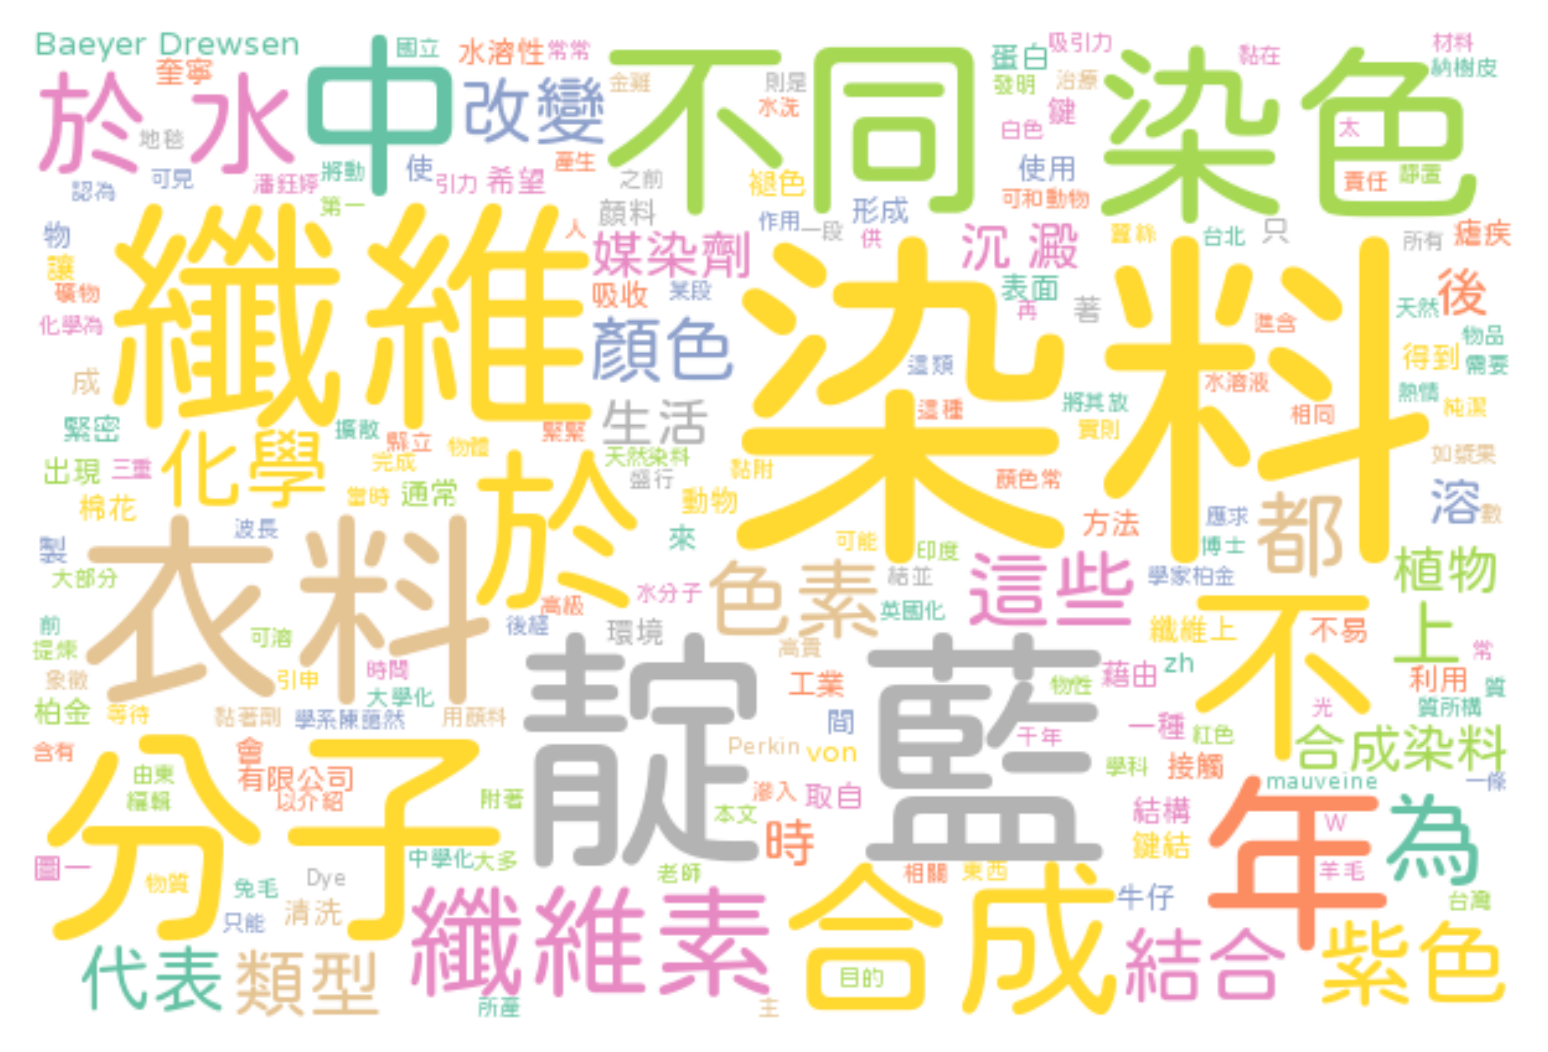 Baeyer Drewsen
國立
水溶性
常常
奎寧
於 水
中
改變
不同
金雞
則是
水洗
蛋白
吸引力
發明
治療
鍵
白色
黏在
材料
納樹皮
染色
太
責任
靜置
地毯
認為
可見
潘鈺婷
將動
第一
使
引力
希望
產生
之前
褪色
顏料
作用
一段
形成
供
使用
可和動物
物
讓
礦物
化學為
成
纖維
人
媒染劑
吸收
某段
顏色
生活
染料
這類
這種
沉 澱
表面
再
著
蠶絲
台北
只
所有
瘧疾
後
天然
進含
物品
得到
需要
水溶液
熱情
純潔
相同
將其放
實則
如漿果
顏色常
緊密
出現
三重
棉花
化學
擴散
縣立
物體
完成
當時
通常
緊緊
天然染料
盛行
黏附
動物
來
可能
印度
方法
應求
博士
都
溶
數
製
大部分
波長
衣料
於
高級
水分子
後經
環境
色素
結並
英國化
這些
學家柏金
植物
纖維上
不
不易
上
常
前
提煉
象徵
柏金
等待
可溶
引申
時間
大學化
黏著劑
學系陳藹然
用顏料
靛藍
高貴
工業
間
Perkin
von
物性
藉由
zh
千年
一種
紅色
利用
質
光
質所構
合成染料
學科
接觸
mauveine
一條
含有
會
有限公司
由東
編輯
以介紹
分子
附著
本文
滲入
取自
時
結構
鍵結
年
W
為
羊毛
圖一
物質
兔毛
Dye
中學化
大多
老師
相關
東西
牛仔
台灣
只能
清洗
代表
類型
纖維素
所產
合成
目的
主
結合
紫色